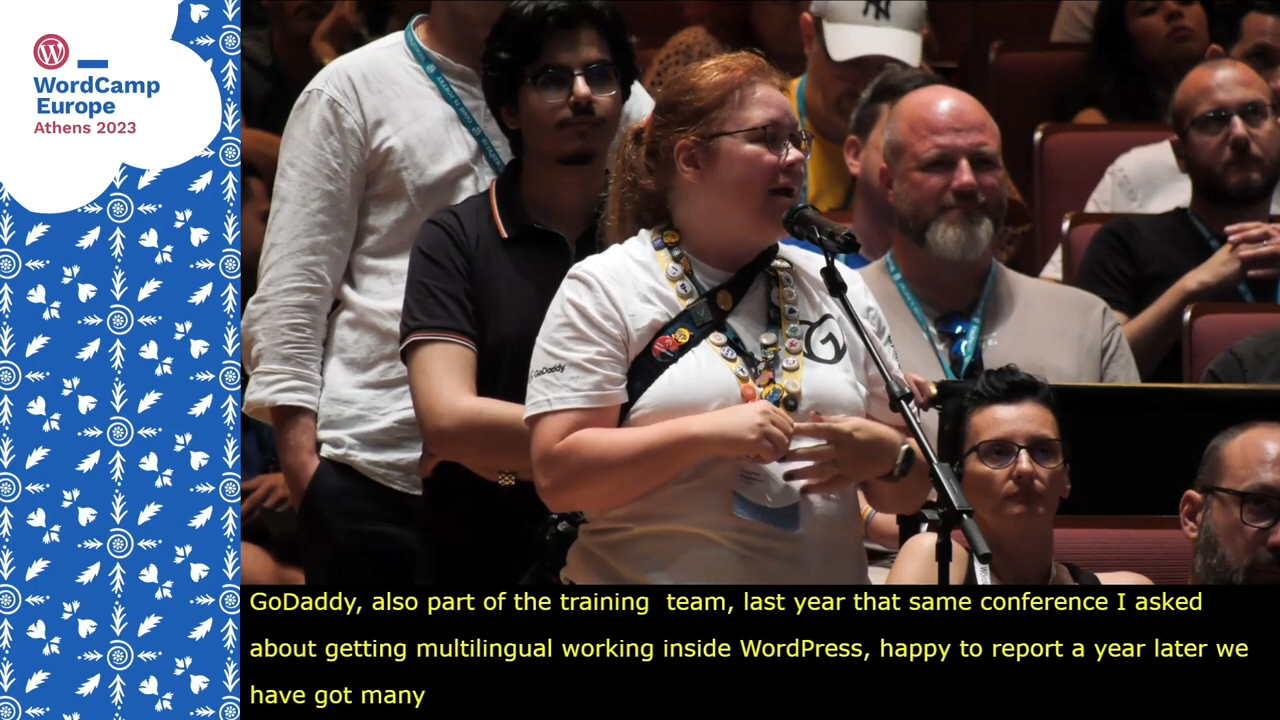 WordCamp
Europe
Athens 2023
GoDaddy
GoDaddy, also part of the training  team, last year that same conference I asked
about getting multilingual working inside WordPress, happy to report a year later we
have got many